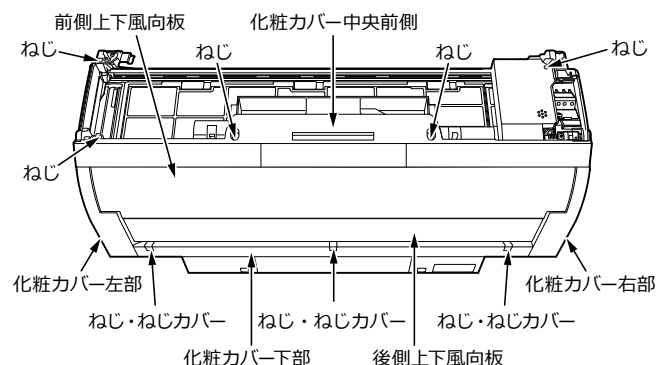 前側上下風向板
化粧カバー中央前側
ねじ
ねじ
ねじ
ねじ
ねじ
化粧カバー左部
化粧カバー右部
ねじ・ねじカバー
ねじ・ねじカバー
ねじ・ねじカバー
化粧カバー下部
後側上下風向板